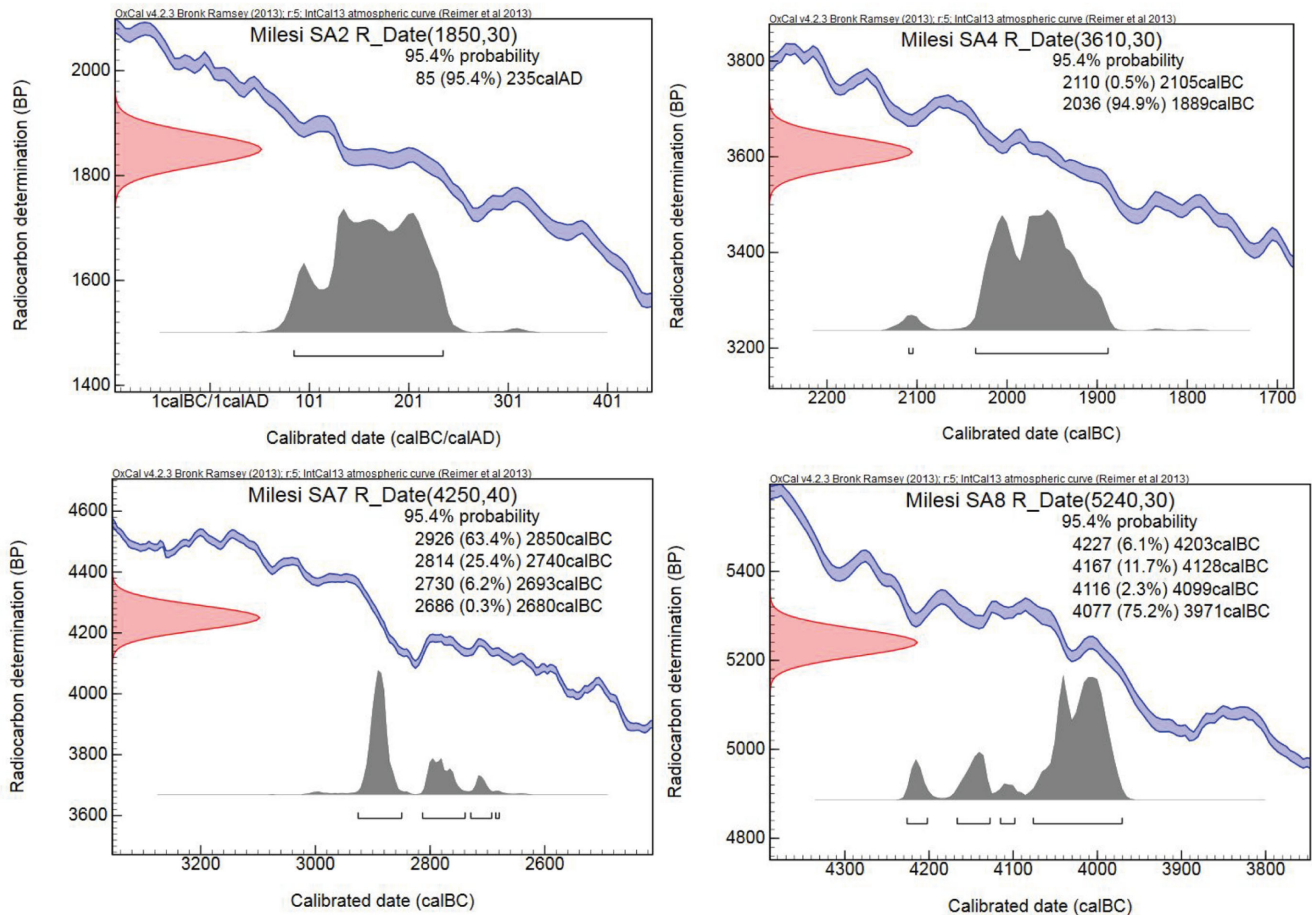 OxCal v4.2.3 Bronk Ramsey (2013); r:5; IntCal13 atmospheric curve (Reimer et al 2013)
Milesi SA2 R_Date(1850,30)
95.4% probability
85 (95.4%) 235calAD
Radiocarbon determination (BP)
2000
1800
1600
1400
1calBC/1calAD
101
201
301
401
Calibrated date (calBC/calAD)
OxCal v4.2.3 Bronk Ramsey (2013); r:5; IntCal13 atmospheric curve (Reimer et al 2013)
Milesi SA4 R_Date(3610,30)
95.4% probability
2110 (0.5%) 2105calBC
2036 (94.9%) 1889calBC
Radiocarbon determination (BP)
3800
3600
3400
3200
2200
2100
2000
1900
1800
1700
Calibrated date (calBC)
OxCal v4.2.3 Bronk Ramsey (2013); r:5; IntCal13 atmospheric curve (Reimer et al 2013)
Milesi SA7 R_Date(4250,40)
95.4% probability
2926 (63.4%) 2850calBC
2814 (25.4%) 2740calBC
2730 (6.2%) 2693calBC
2686 (0.3%) 2680calBC
Radiocarbon determination (BP)
4600
4400
4200
4000
3800
3600
3200
3000
2800
2600
Calibrated date (calBC)
OxCal v4.2.3 Bronk Ramsey (2013); r:5; IntCal13 atmospheric curve (Reimer et al 2013)
Milesi SA8 R_Date(5240,30)
95.4% probability
4227 (6.1%) 4203calBC
4167 (11.7%) 4128calBC
4116 (2.3%) 4099calBC
4077 (75.2%) 3971calBC
Radiocarbon determination (BP)
5400
5200
5000
4800
4300
4200
4100
4000
3900
3800
Calibrated date (calBC)